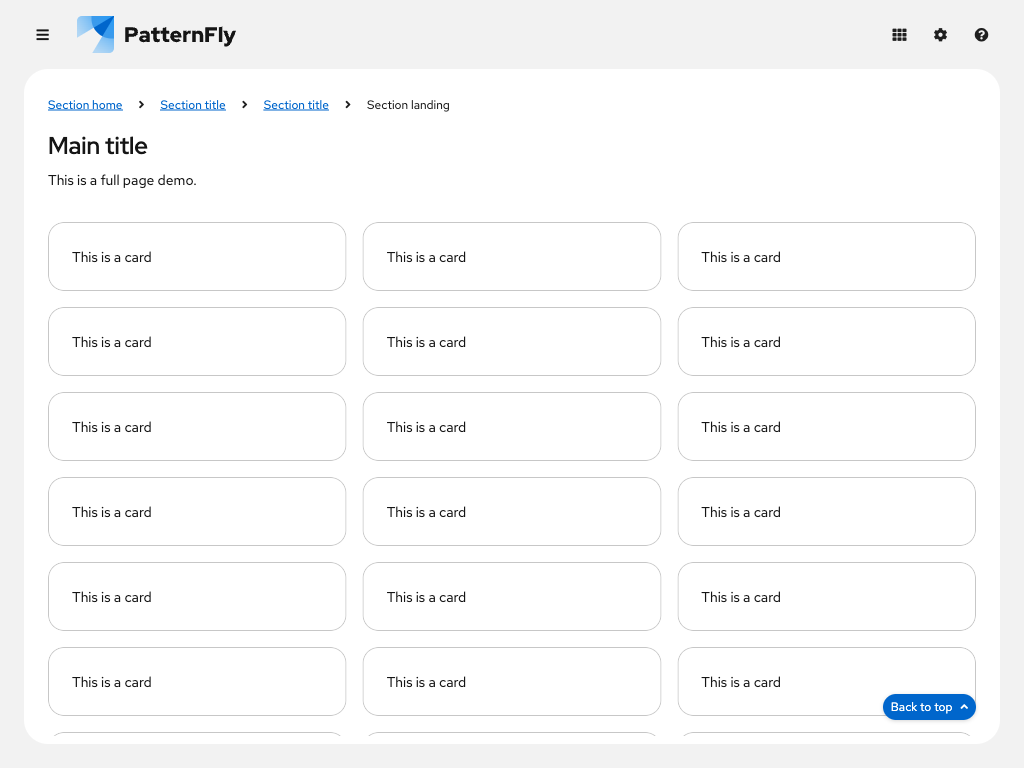 PatternFly
Section home Section title Section title Section landing
Main title
This is a full page demo.
This is a card This is a card This is a card
This is a card This is a card This is a card
This is a card This is a card This is a card
This is a card This is a card This is a card
This is a card This is a card This is a card
This is a card This is a card This is a card
Back to top